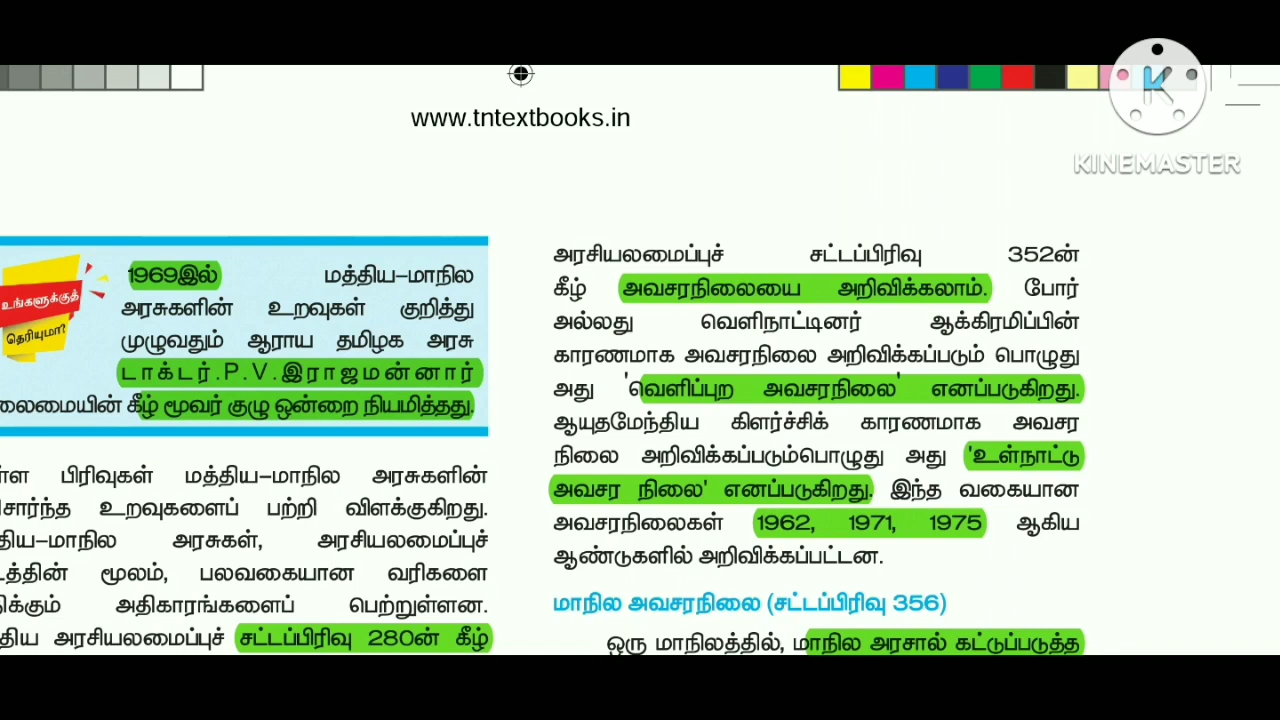 www.tntextbooks.in
KINEMASTER
உங்களுக்குத்
தெரியுமா?
1969இல் மத்திய–மாநில
அரசுகளின் உறவுகள் குறித்து
முழுவதும் ஆராய தமிழக அரசு
டாக்டர்.P.V.இராஜமன்னார்
கீழ் மூவர் குழு ஒன்றை நியமித்தது.
பிரிவுகள் மத்திய–மாநில அரசுகளின்
உறவுகளைப் பற்றி விளக்குகிறது.
அரசுகள், அரசியலமைப்புச்
மூலம், பலவகையான வரிகளை
அதிகாரங்களைப் பெற்றுள்ளன.
அரசியலமைப்புச் சட்டப்பிரிவு 280ன் கீழ்
அரசியலமைப்புச் சட்டப்பிரிவு 352ன்
கீழ் அவசரநிலையை அறிவிக்கலாம். போர்
அல்லது வெளிநாட்டினர் ஆக்கிரமிப்பின்
காரணமாக அவசரநிலை அறிவிக்கப்படும் பொழுது
அது 'வெளிப்புற அவசரநிலை' எனப்படுகிறது.
ஆயுதமேந்திய கிளர்ச்சிக் காரணமாக அவசர
நிலை அறிவிக்கப்படும்பொழுது அது 'உள்நாட்டு
அவசர நிலை' எனப்படுகிறது. இந்த வகையான
அவசரநிலைகள் 1962, 1971, 1975 ஆகிய
ஆண்டுகளில் அறிவிக்கப்பட்டன.
மாநில அவசரநிலை (சட்டப்பிரிவு 356)
ஒரு மாநிலத்தில், மாநில அரசால் கட்டுப்படுத்த